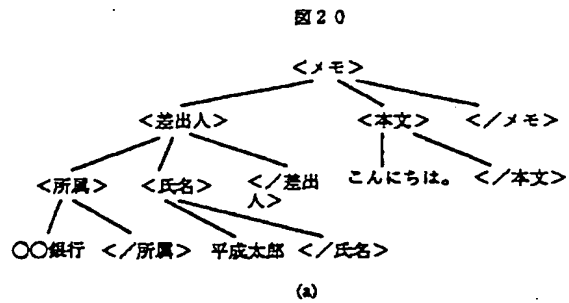 図20
<メモ>
<差出人> <本文> <／メモ>
<所属> <氏名> <／差出人> こんにちは。 <／本文>
○○銀行 <／所属> 平成太郎 <／氏名>
(a)